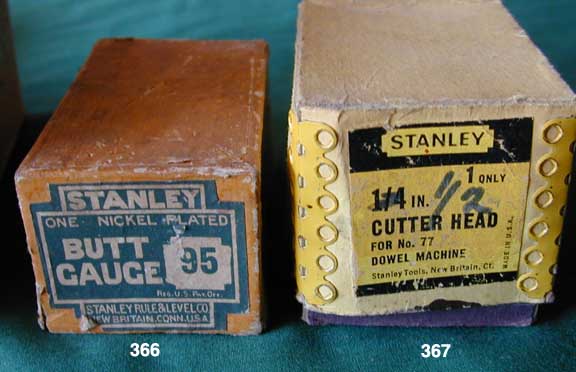 STANLEY
ONE NICKEL-PLATED
BUTT
GAUGE
95
REG. U.S. PAT. OFF.
STANLEY RULE & LEVEL CO
NEW BRITAIN. CONN. U.S.A
STANLEY
1 ONLY
1/4 IN.
1/2
CUTTER HEAD
FOR No. 77
DOWEL MACHINE
Stanley Tools, New Britain, Ct.
MADE IN U.S.A.
366
367